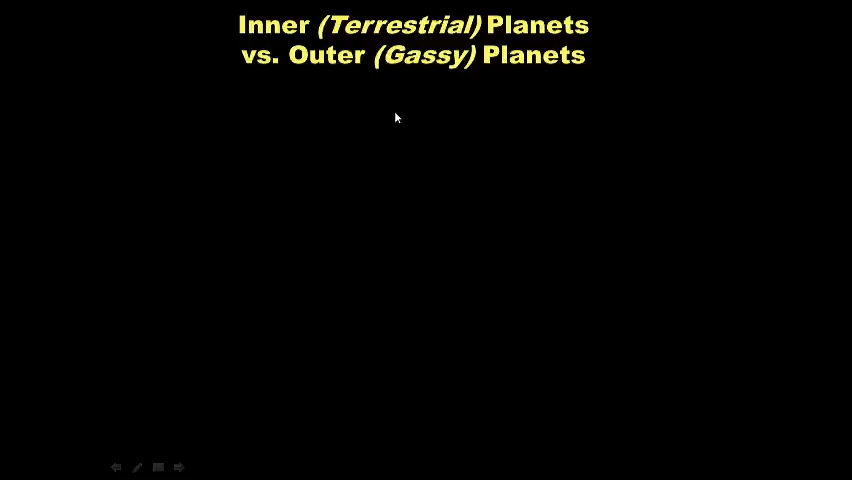 Inner (Terrestrial) Planets
vs. Outer (Gassy) Planets